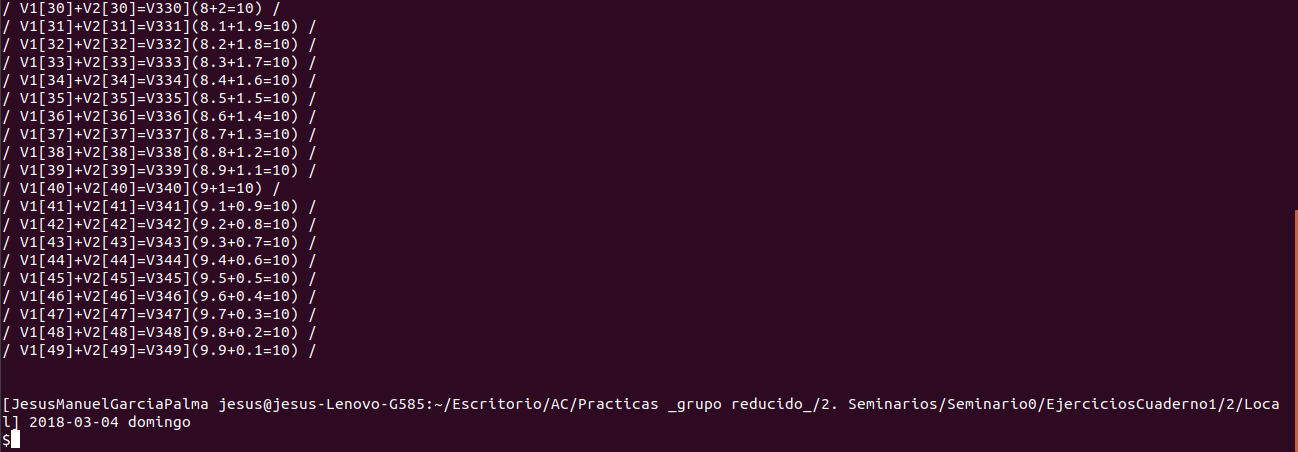 / V1[30]+V2[30]=V330](8+2=10) /
/ V1[31]+V2[31]=V331](8.1+1.9=10) /
/ V1[32]+V2[32]=V332](8.2+1.8=10) /
/ V1[33]+V2[33]=V333](8.3+1.7=10) /
/ V1[34]+V2[34]=V334](8.4+1.6=10) /
/ V1[35]+V2[35]=V335](8.5+1.5=10) /
/ V1[36]+V2[36]=V336](8.6+1.4=10) /
/ V1[37]+V2[37]=V337](8.7+1.3=10) /
/ V1[38]+V2[38]=V338](8.8+1.2=10) /
/ V1[39]+V2[39]=V339](8.9+1.1=10) /
/ V1[40]+V2[40]=V340](9+1=10) /
/ V1[41]+V2[41]=V341](9.1+0.9=10) /
/ V1[42]+V2[42]=V342](9.2+0.8=10) /
/ V1[43]+V2[43]=V343](9.3+0.7=10) /
/ V1[44]+V2[44]=V344](9.4+0.6=10) /
/ V1[45]+V2[45]=V345](9.5+0.5=10) /
/ V1[46]+V2[46]=V346](9.6+0.4=10) /
/ V1[47]+V2[47]=V347](9.7+0.3=10) /
/ V1[48]+V2[48]=V348](9.8+0.2=10) /
/ V1[49]+V2[49]=V349](9.9+0.1=10) /
[JesusManuelGarciaPalma jesus@jesus-Lenovo-G585:~/Escritorio/AC/Practicas _grupo reducido_/2. Seminarios/Seminario0/EjerciciosCuaderno1/2/Loca
l] 2018-03-04 domingo
$